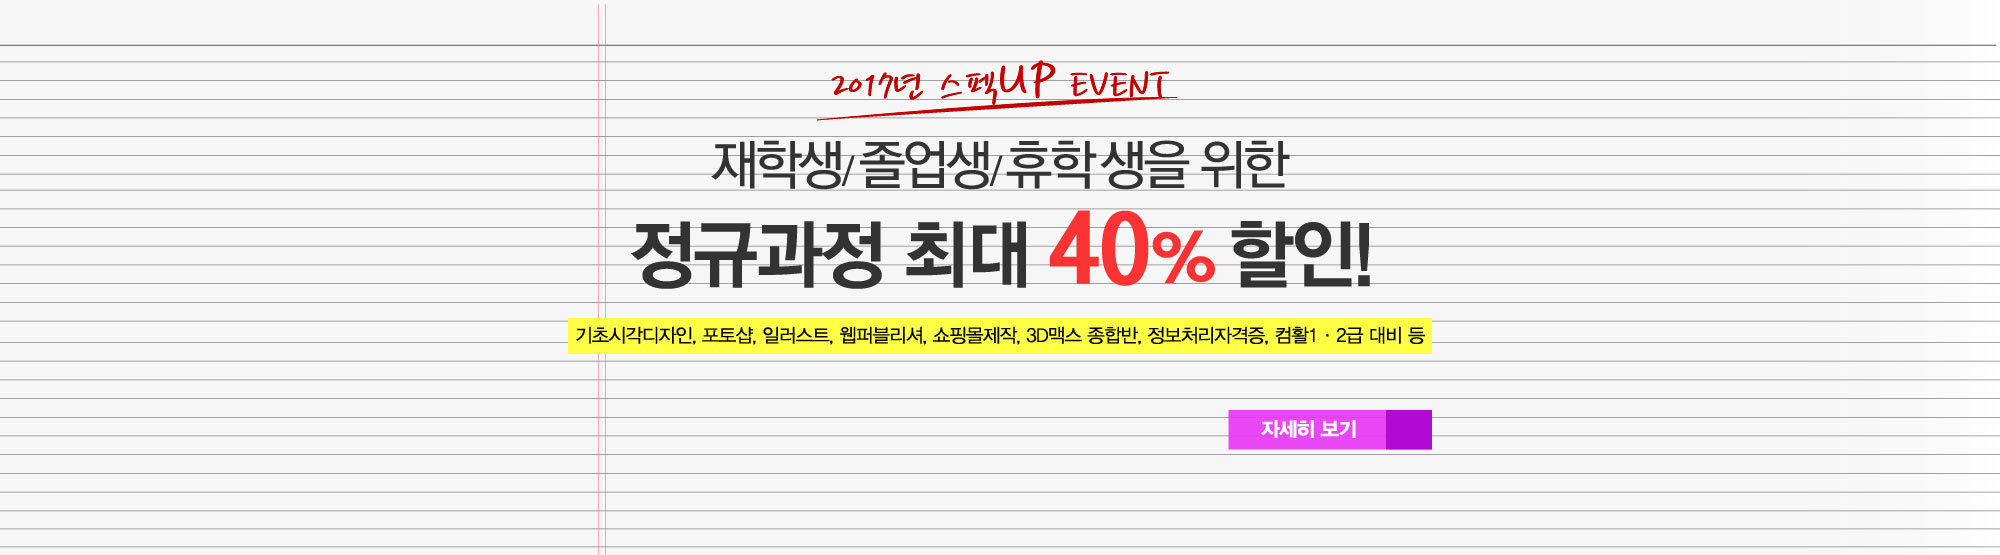 2017년 스펙UP EVENT
재학생/졸업생/휴학생을 위한
정규과정 최대 40% 할인!
기초시각디자인, 포토샵, 일러스트, 웹퍼블리셔, 쇼핑몰제작, 3D맥스 종합반, 정보처리자격증, 컴활1 · 2급 대비 등
자세히 보기